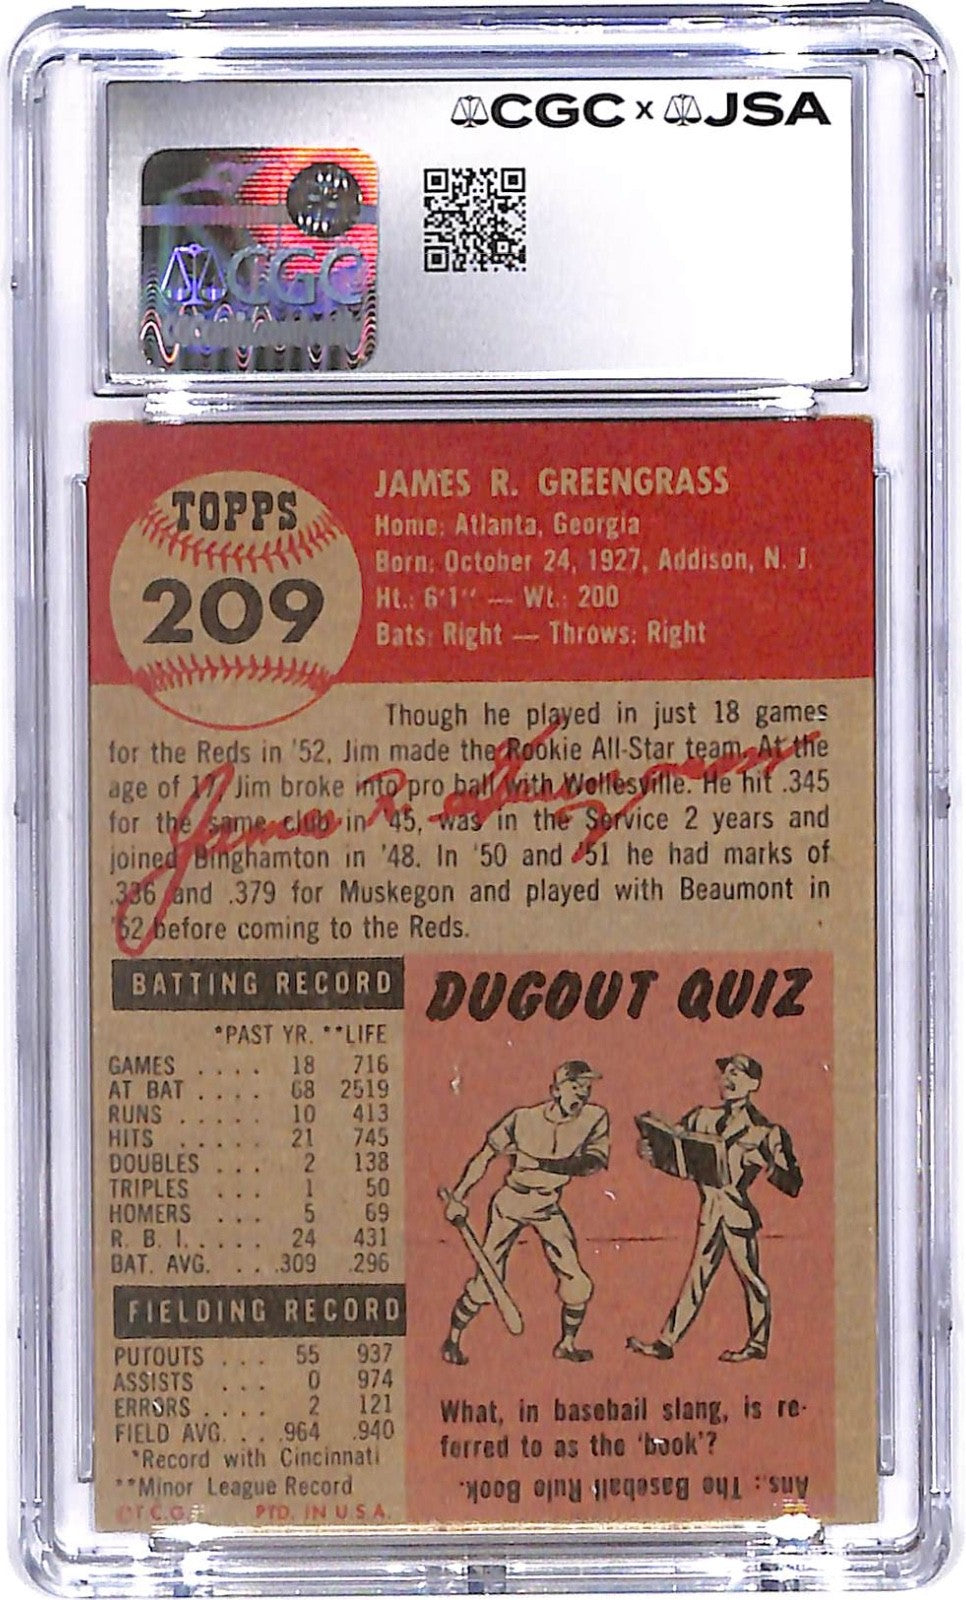 CGC x JSA
CGC
TOPPS
209
JAMES R. GREENGRASS
Home: Atlanta, Georgia
Born: October 24, 1927, Addison, N. J.
Ht.: 6'1" — Wt.: 200
Bats: Right — Throws: Right
Though he played in just 18 games
for the Reds in '52, Jim made the Rookie All-Star team. At the
age of 17 Jim broke into pro ball with Wollesville. He hit .345
for the same club in '45, was in the Service 2 years and
joined Binghamton in '48. In '50 and '51 he had marks of
.336 and .379 for Muskegon and played with Beaumont in
'52 before coming to the Reds.
James R. Greengrass
BATTING RECORD
*PAST YR. **LIFE
GAMES .... 18 716
AT BAT .... 68 2519
RUNS ..... 10 413
HITS ..... 21 745
DOUBLES ... 2 138
TRIPLES ... 1 50
HOMERS ... 5 69
R. B. I. .... 24 431
BAT. AVG. ... .309 .296
FIELDING RECORD
PUTOUTS ... 55 937
ASSISTS ... 0 974
ERRORS .... 2 121
FIELD AVG. .. .964 .940
*Record with Cincinnati
**Minor League Record
©T.C.G. PTD. IN U.S.A.
DUGOUT QUIZ
What, in baseball slang, is re-
ferred to as the 'book'?
Ans.: The Baseball Rule Book.